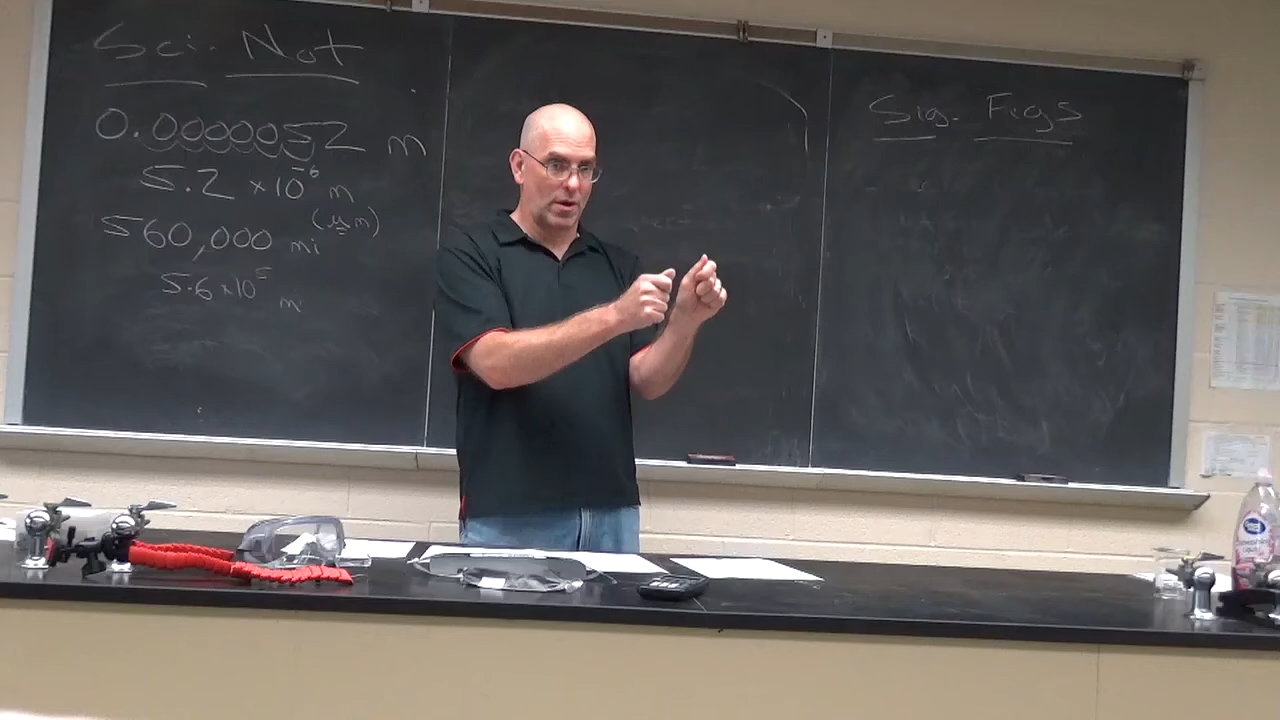 Sci. Not
0.0000052 m
5.2 × 10⁻⁶ m
(μm)
560,000 mi
5.6 × 10⁵ mi
Sig. Figs